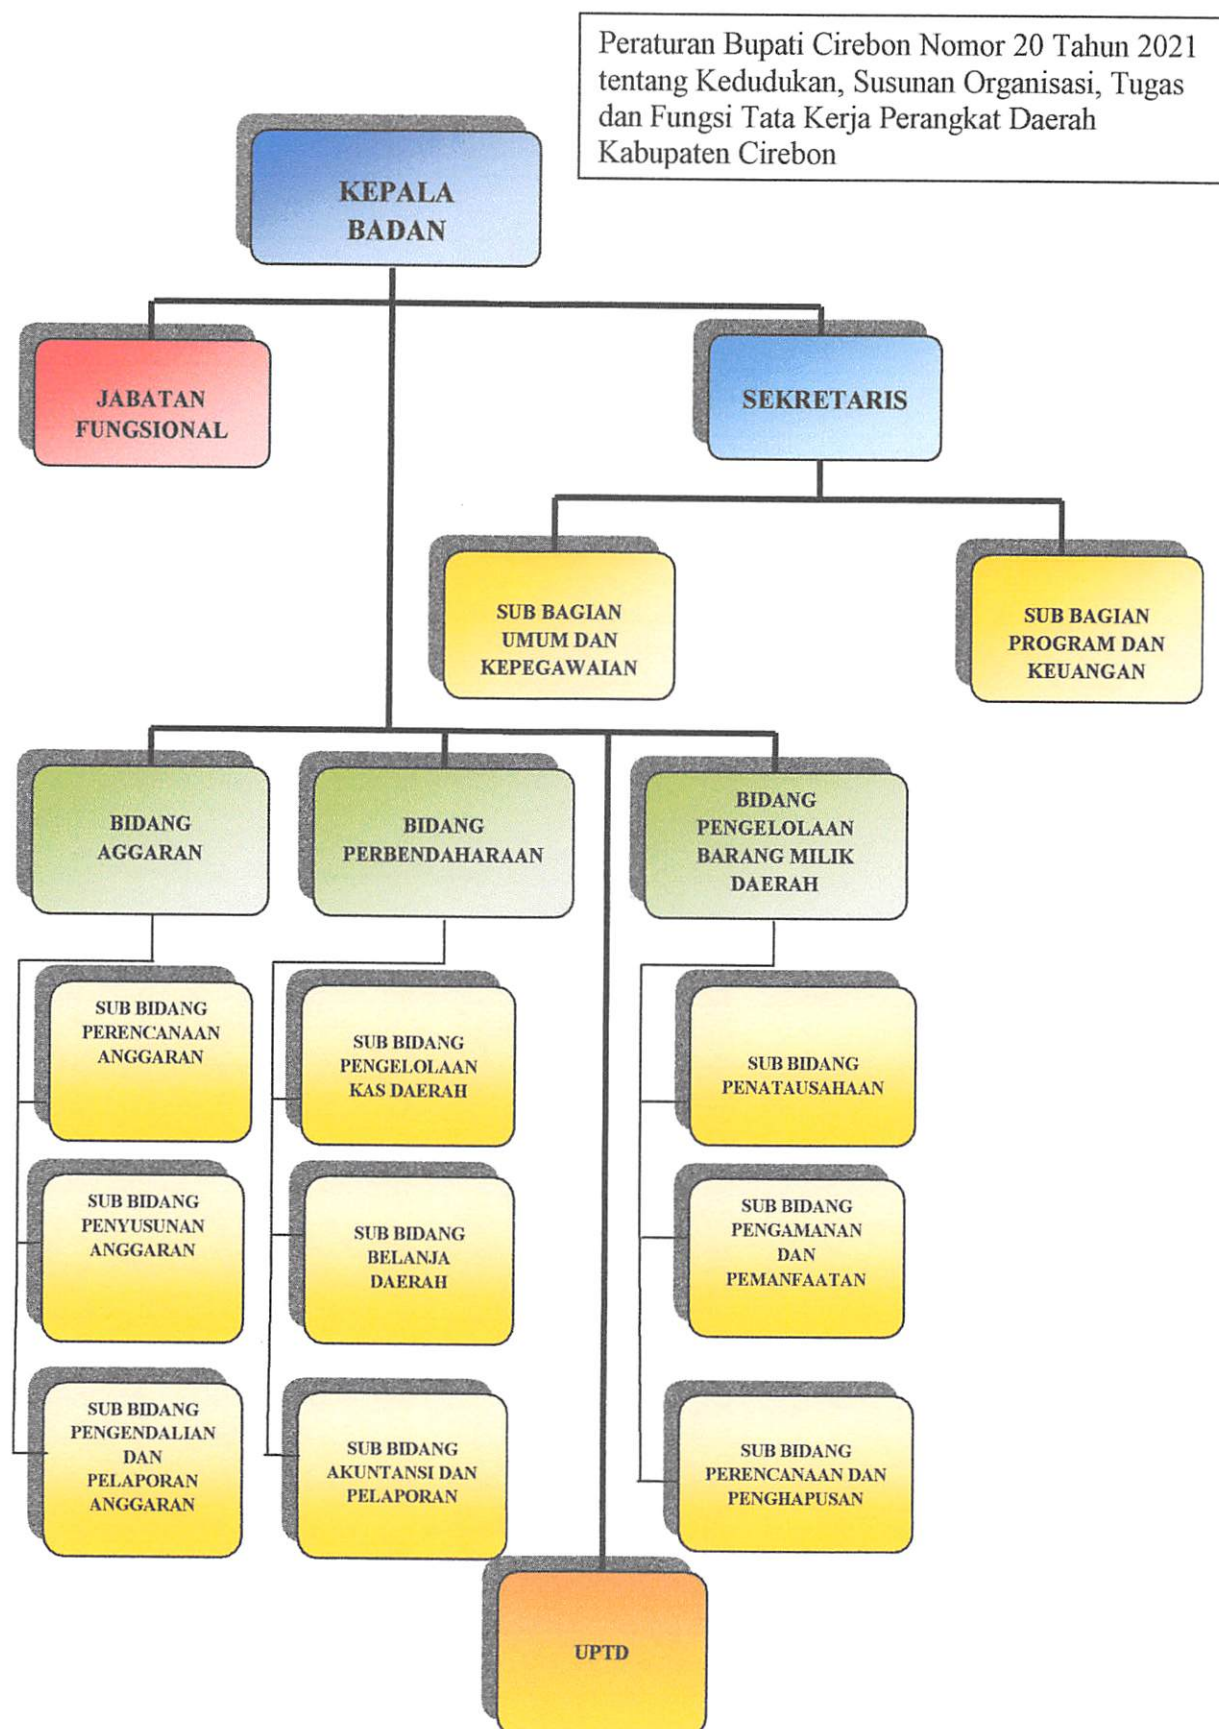 Peraturan Bupati Cirebon Nomor 20 Tahun 2021
tentang Kedudukan, Susunan Organisasi, Tugas
dan Fungsi Tata Kerja Perangkat Daerah
Kabupaten Cirebon
KEPALA
BADAN
JABATAN
FUNGSIONAL
SEKRETARIS
SUB BAGIAN
UMUM DAN
KEPEGAWAIAN
SUB BAGIAN
PROGRAM DAN
KEUANGAN
BIDANG
AGGARAN
BIDANG
PERBENDAHARAAN
BIDANG
PENGELOLAAN
BARANG MILIK
DAERAH
SUB BIDANG
PERENCANAAN
ANGGARAN
SUB BIDANG
PENGELOLAAN
KAS DAERAH
SUB BIDANG
PENATAUSAHAAN
SUB BIDANG
PENYUSUNAN
ANGGARAN
SUB BIDANG
BELANJA
DAERAH
SUB BIDANG
PENGAMANAN
DAN
PEMANFAATAN
SUB BIDANG
PENGENDALIAN
DAN
PELAPORAN
ANGGARAN
SUB BIDANG
AKUNTANSI DAN
PELAPORAN
SUB BIDANG
PERENCANAAN DAN
PENGHAPUSAN
UPTD